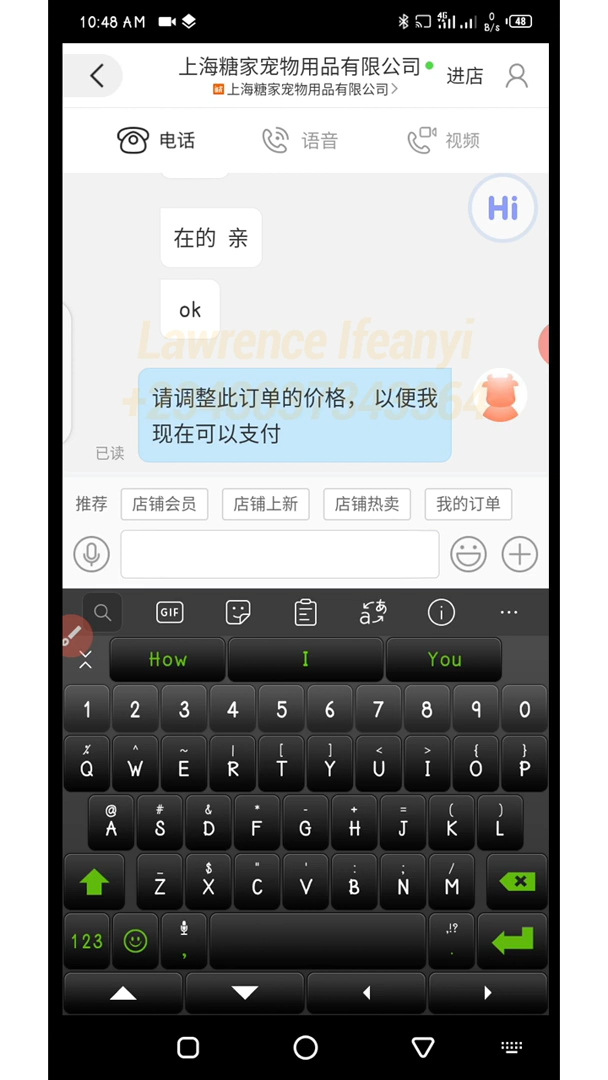 10:48 AM
4G
0
B/s
48
上海糖家宠物用品有限公司
上海糖家宠物用品有限公司
进店
电话
语音
视频
Hi
在的 亲
ok
Lawrence Ifeanyi
请调整此订单的价格， 以便我
现在可以支付
已读
推荐 店铺会员 店铺上新 店铺热卖 我的订单
GIF
How I You
1 2 3 4 5 6 7 8 9 0
% ^ ~ | [ ] < > { }
Q W E R T Y U I O P
@ # & * - + = ( )
A S D F G H J K L
_ $ " ' : ; /
Z X C V B N M
123 , ,!? .